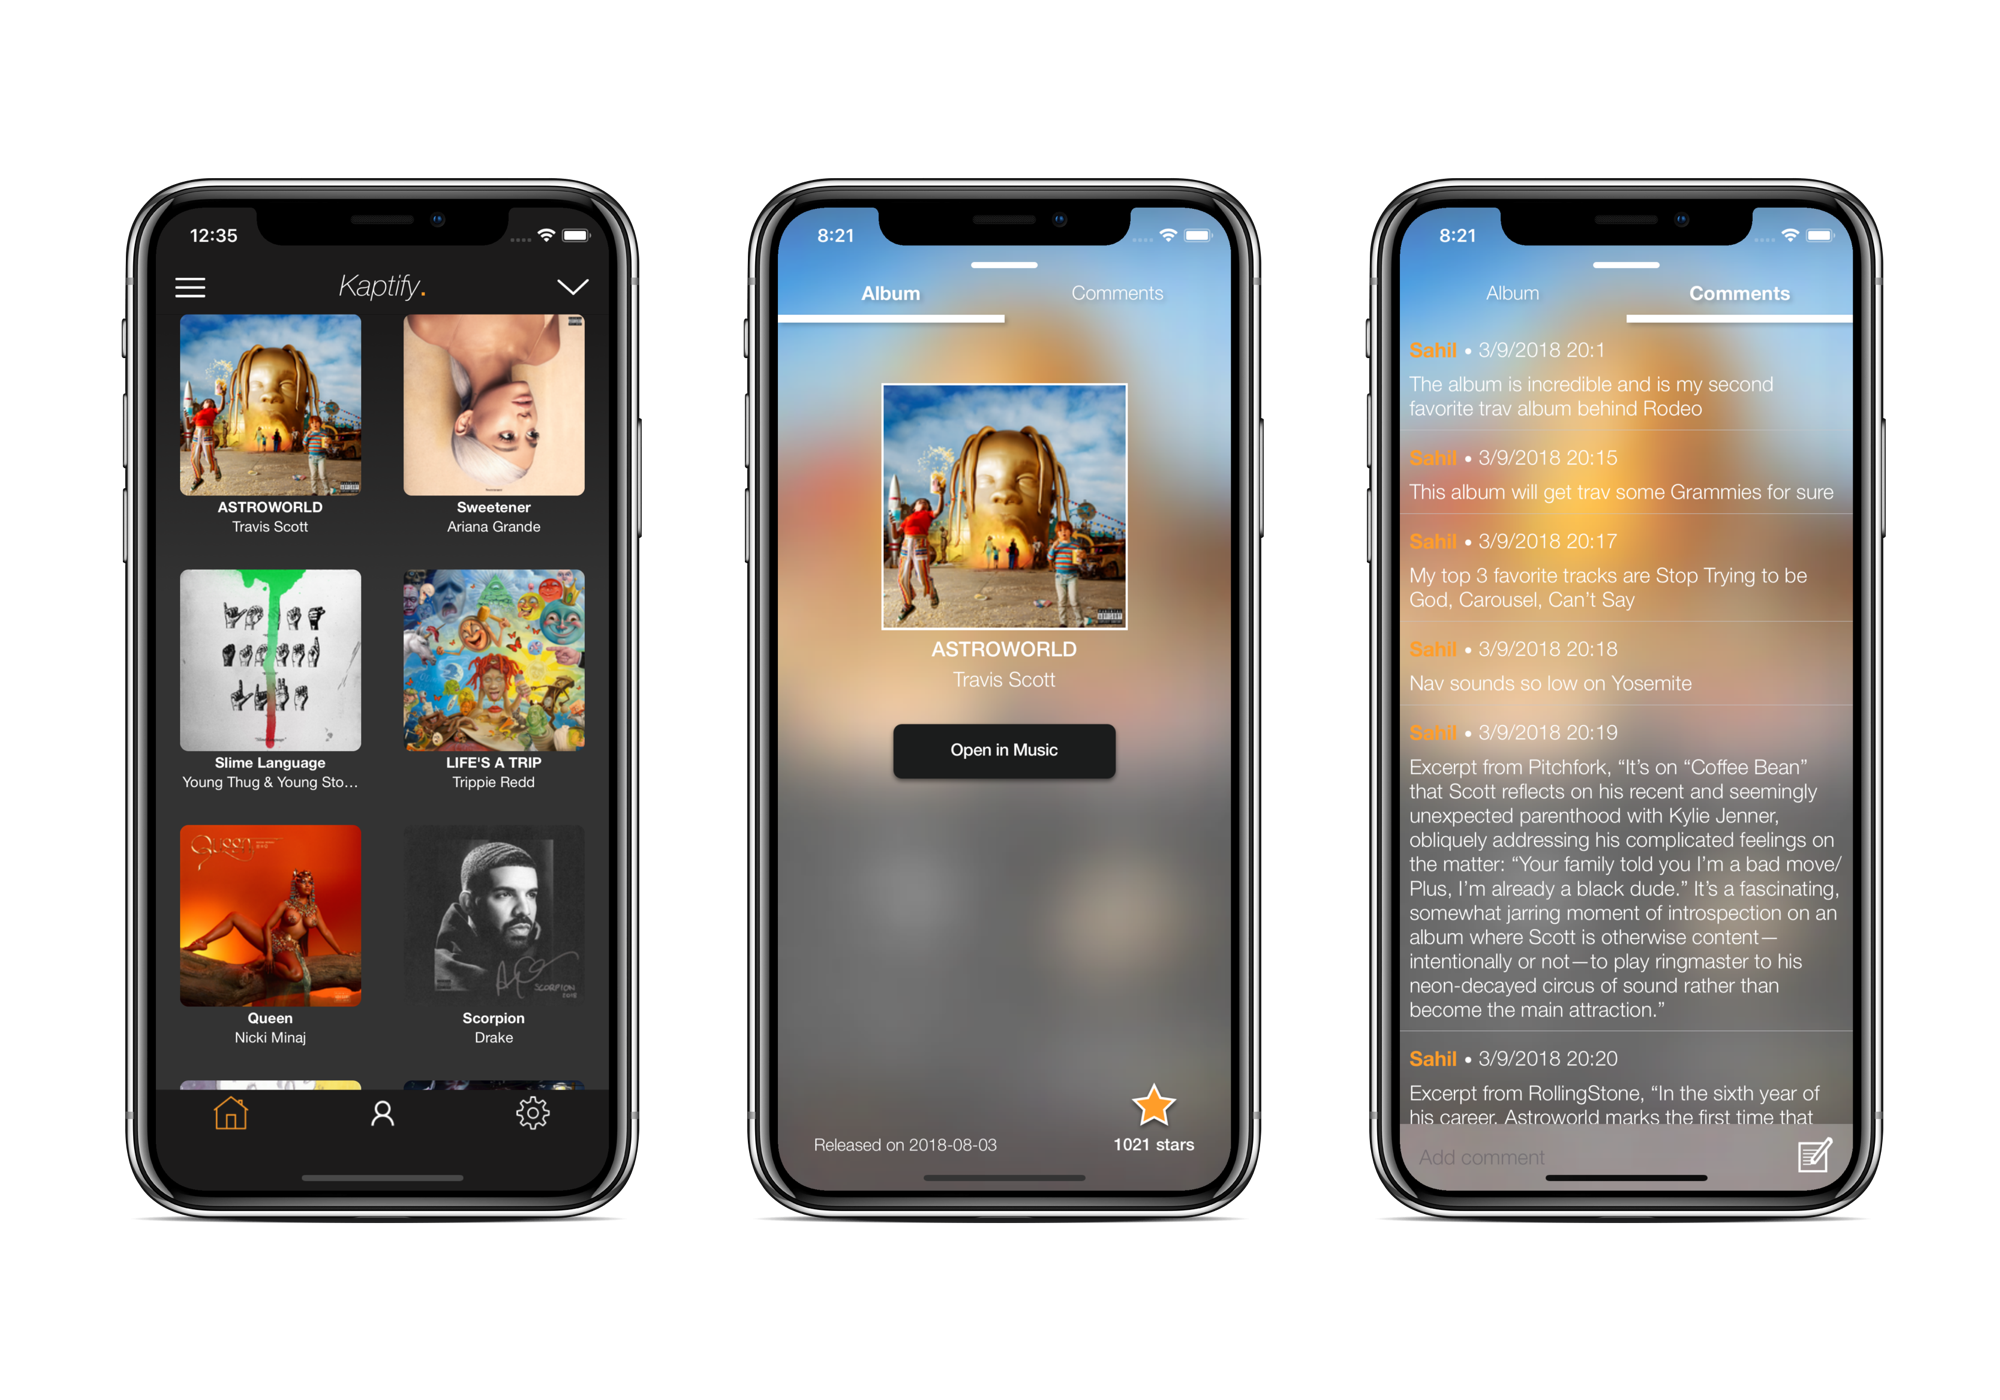 12:35
Kaptify.
ASTROWORLD
Travis Scott
Sweetener
Ariana Grande
Slime Language
Young Thug & Young Sto...
LIFE'S A TRIP
Trippie Redd
Queen
Queen
Nicki Minaj
SCORPION
2018
Scorpion
Drake
8:21
Album
Comments
ASTROWORLD
Travis Scott
Open in Music
Released on 2018-08-03
1021 stars
8:21
Album
Comments
Sahil • 3/9/2018 20:1
The album is incredible and is my second
favorite trav album behind Rodeo
Sahil • 3/9/2018 20:15
This album will get trav some Grammies for sure
Sahil • 3/9/2018 20:17
My top 3 favorite tracks are Stop Trying to be
God, Carousel, Can't Say
Sahil • 3/9/2018 20:18
Nav sounds so low on Yosemite
Sahil • 3/9/2018 20:19
Excerpt from Pitchfork, “It’s on “Coffee Bean”
that Scott reflects on his recent and seemingly
unexpected parenthood with Kylie Jenner,
obliquely addressing his complicated feelings on
the matter: “Your family told you I’m a bad move/
Plus, I’m already a black dude.” It’s a fascinating,
somewhat jarring moment of introspection on an
album where Scott is otherwise content—
intentionally or not—to play ringmaster to his
neon-decayed circus of sound rather than
become the main attraction.”
Sahil • 3/9/2018 20:20
Excerpt from RollingStone, “In the sixth year of
his career, Astroworld marks the first time that
Add comment